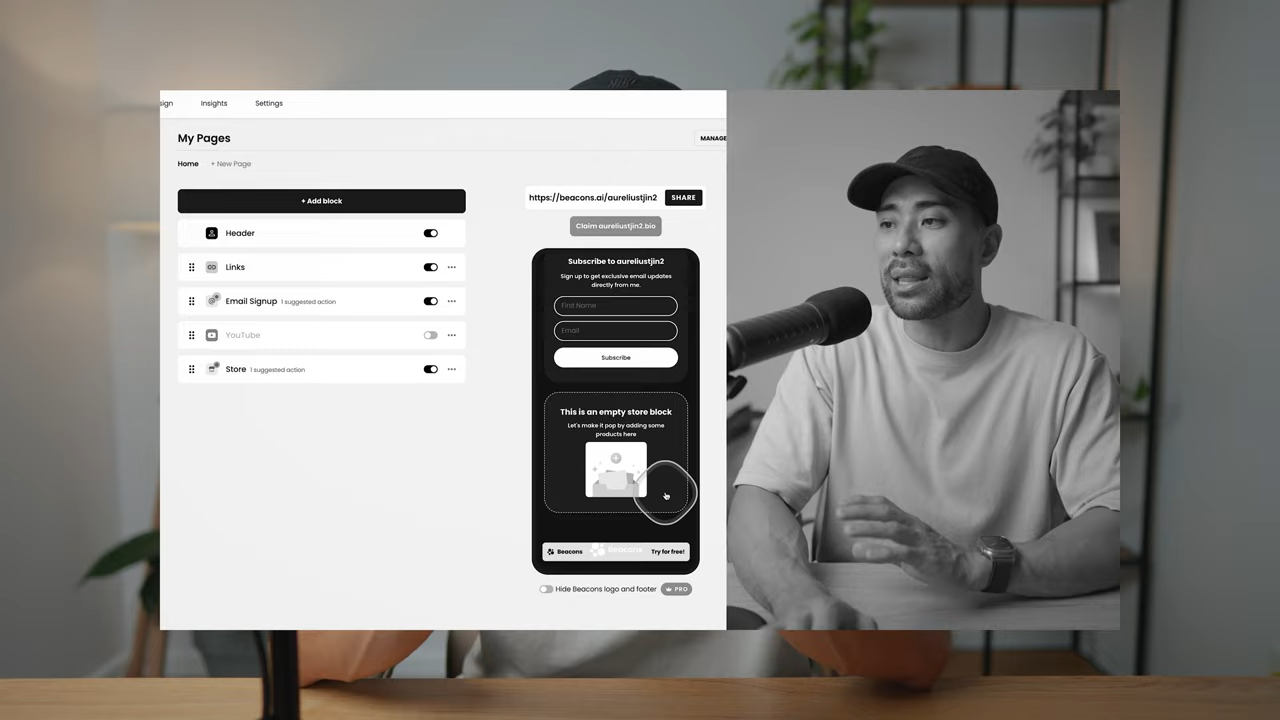 sign Insights Settings
My Pages
MANAGE
Home + New Page
+ Add block
Header
Links
Email Signup 1 suggested action
YouTube
Store 1 suggested action
https://beacons.ai/aureliustjin2 SHARE
Claim aureliustjin2.bio
Subscribe to aureliustjin2
Sign up to get exclusive email updates
directly from me.
First Name
Email
Subscribe
This is an empty store block
Let's make it pop by adding some
products here
Beacons Beacons Try for free!
Hide Beacons logo and footer PRO